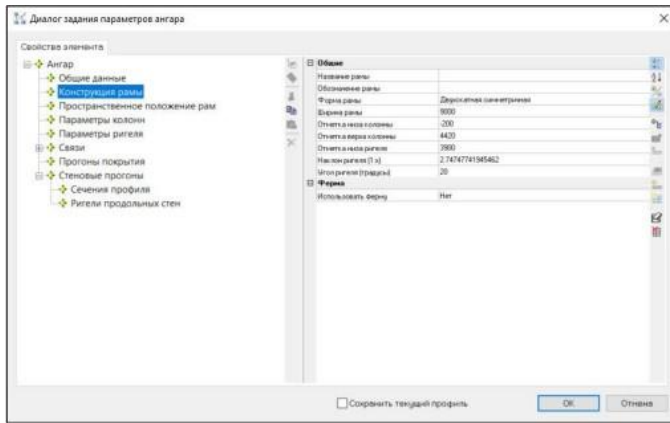 Диалог задания параметров ангара
Свойства элемента
Ангар
Общие данные
Конструкция рамы
Пространственное положение рам
Параметры колонн
Параметры ригеля
Связи
Прогоны покрытия
Стеновые прогоны
Сечения профиля
Ригели продольных стен
Общие
Название рамы
Обозначение рамы
Форма рамы Двускатная симметричная
Ширина рамы 9000
Отметка низа колонны -200
Отметка верха колонны 4420
Отметка низа ригеля 3900
Наклон ригеля (1:x) 2.74747741945462
Угол ригеля (градусы) 20
Ферма
Использовать ферму Нет
Сохранить текущий профиль
ОК
Отмена